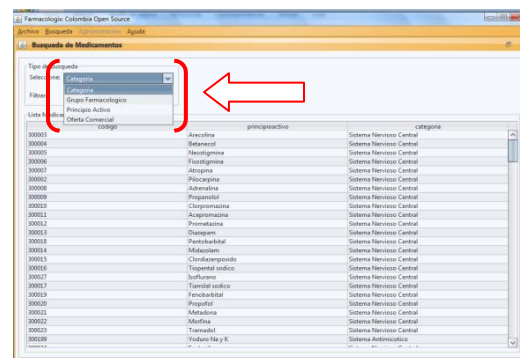 Farmacologia: Colombia Open Source
Archivo Busqueda Administracion Ayuda
Busqueda de Medicamentos
Tipo de Busqueda
Seleccione: Categoria
Categoria
Grupo Farmacologico
Principio Activo
Oferta Comercial
Filtrar
Lista Medica
codigo principioactivo categoria
300003 Arecolina Sistema Nervioso Central
300004 Betanecol Sistema Nervioso Central
300005 Neostigmina Sistema Nervioso Central
300006 Fisostigmina Sistema Nervioso Central
300007 Atropina Sistema Nervioso Central
300002 Pilocarpina Sistema Nervioso Central
300008 Adrenalina Sistema Nervioso Central
300009 Propanolol Sistema Nervioso Central
300010 Clorpromazina Sistema Nervioso Central
300011 Acepromazina Sistema Nervioso Central
300012 Prometazina Sistema Nervioso Central
300013 Diazepam Sistema Nervioso Central
300018 Pentobarbital Sistema Nervioso Central
300014 Midazolam Sistema Nervioso Central
300015 Clordiazenpoxido Sistema Nervioso Central
300016 Tiopental sodico Sistema Nervioso Central
300027 Isoflurano Sistema Nervioso Central
300017 Tiamilal sodico Sistema Nervioso Central
300019 Fenobarbital Sistema Nervioso Central
300020 Propofol Sistema Nervioso Central
300021 Metadona Sistema Nervioso Central
300022 Morfina Sistema Nervioso Central
300023 Tramadol Sistema Nervioso Central
300109 Yoduro Na y K Sistema Antimicotico